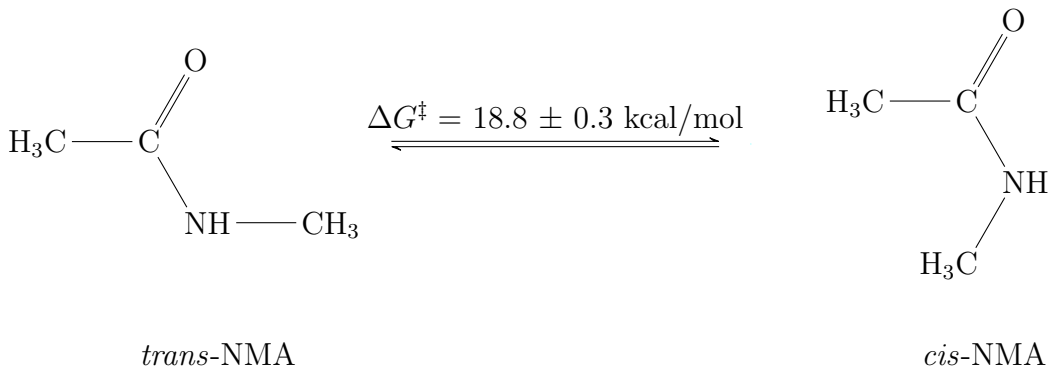 O
H₃C C
NH CH₃
trans-NMA
ΔG‡ = 18.8 ± 0.3 kcal/mol
O
H₃C C
NH
H₃C
cis-NMA